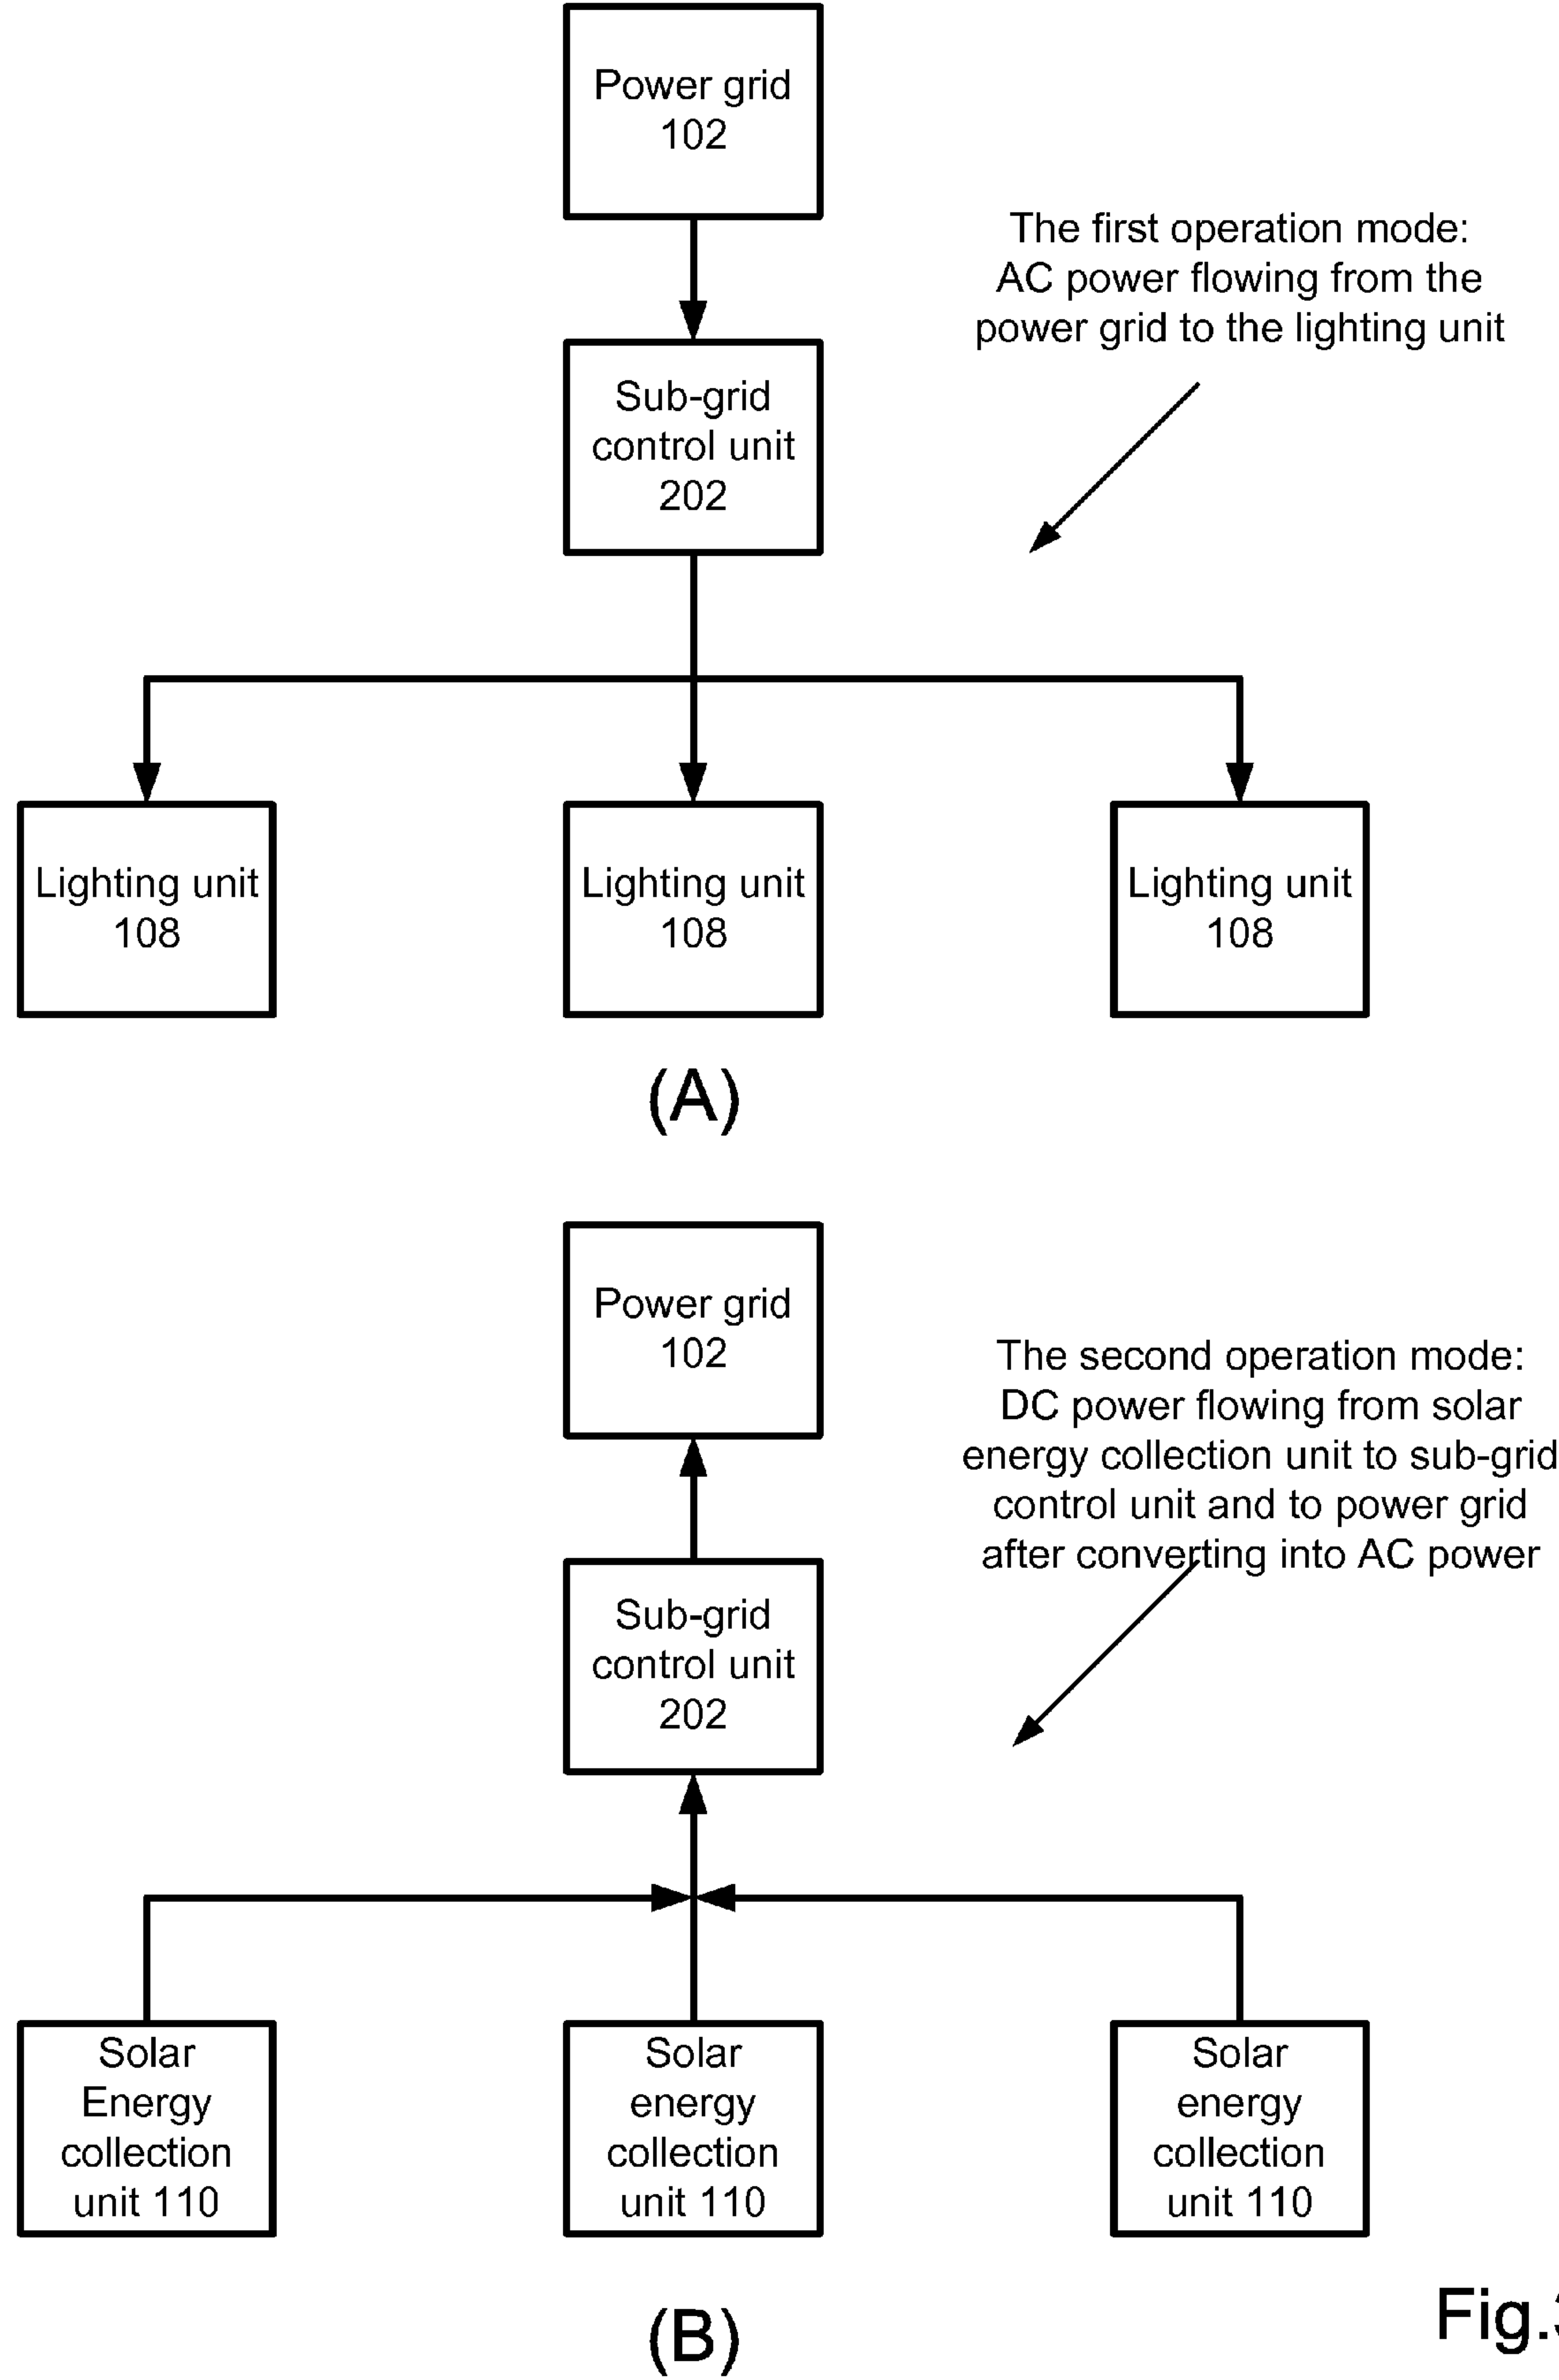 Power grid
102
The first operation mode:
AC power flowing from the
power grid to the lighting unit
Sub-grid
control unit
202
Lighting unit
108
Lighting unit
108
Lighting unit
108
(A)
Power grid
102
The second operation mode:
DC power flowing from solar
energy collection unit to sub-grid
control unit and to power grid
after converting into AC power
Sub-grid
control unit
202
Solar
Energy
collection
unit 110
Solar
energy
collection
unit 110
Solar
energy
collection
unit 110
(B)
Fig.